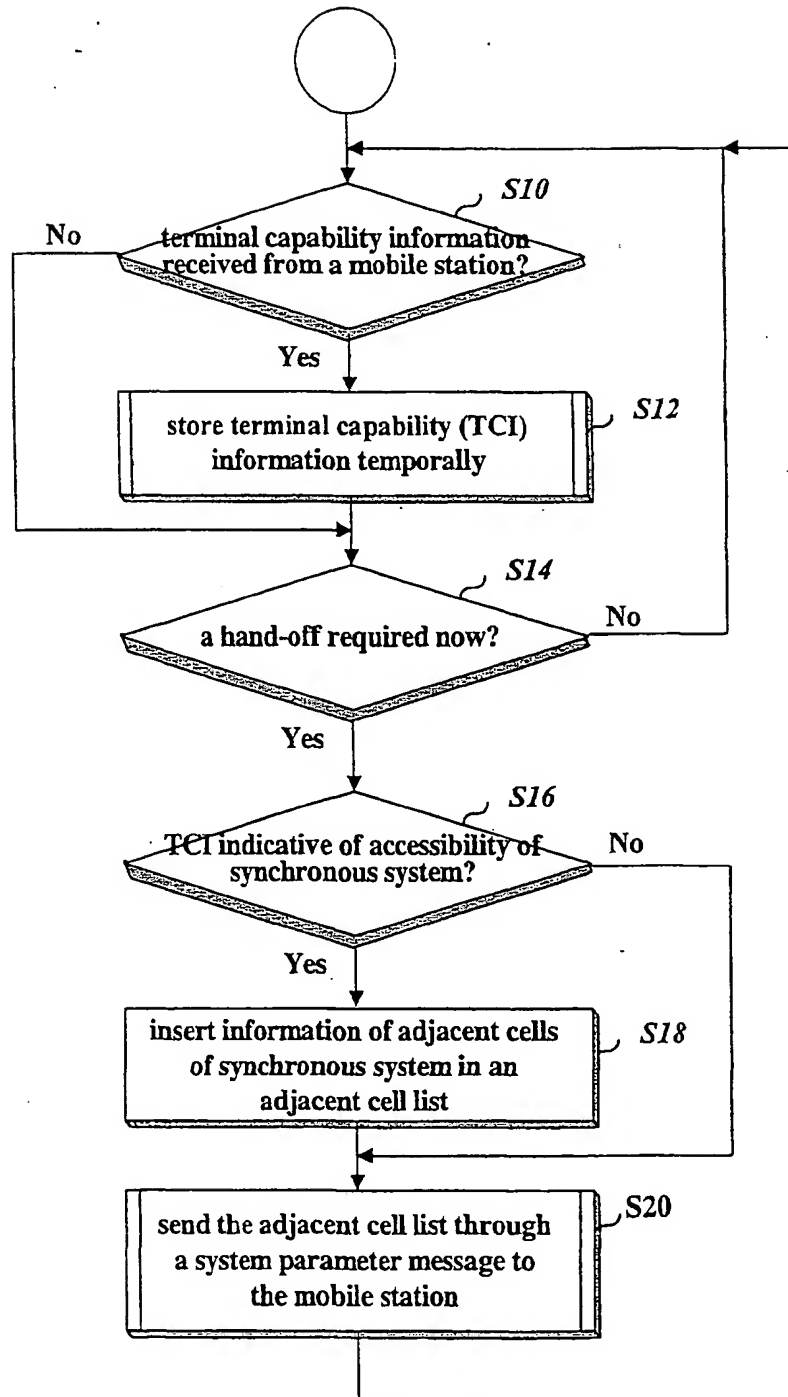 S10
No
terminal capability information
received from a mobile station?
Yes
S12
store terminal capability (TCI)
information temporally
S14
No
a hand-off required now?
Yes
S16
TCI indicative of accessibility of
No
synchronous system?
Yes
insert information of adjacent cells
S18
of synchronous system in an
adjacent cell list
S20
send the adjacent cell list through
a system parameter message to
the mobile station